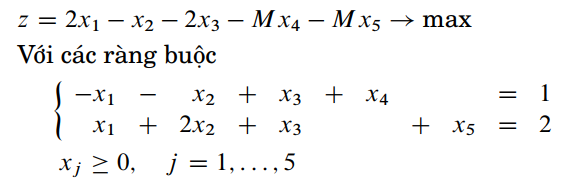 z = 2x₁ − x₂ − 2x₃ − Mx₄ − Mx₅ → max
Với các ràng buộc
{ −x₁ − x₂ + x₃ + x₄ = 1
x₁ + 2x₂ + x₃ + x₅ = 2
xⱼ ≥ 0, j = 1, . . . , 5